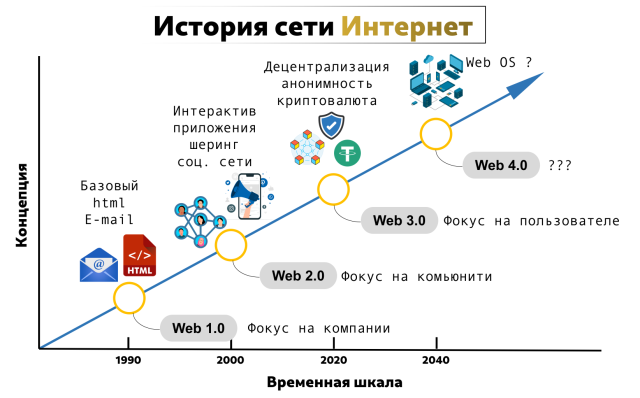 История сети Интернет
Децентрализация
анонимность
криптовалюта
Web OS ?
Интерактив
приложения
шеринг
соц. сети
Базовый
html
E-mail
@
</>
HTML
Концепция
Web 4.0 ???
Web 3.0 Фокус на пользователе
Web 2.0 Фокус на комьюнити
Web 1.0 Фокус на компании
1990 2000 2020 2040
Временная шкала